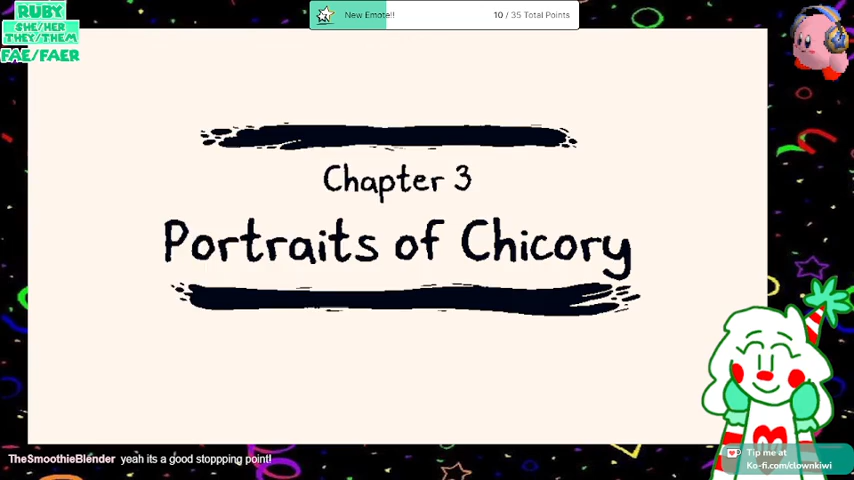 RUBY
SHE/HER
THEY/THEM
FAE/FAER
New Emote!!
10 / 35 Total Points
Chapter 3
Portraits of Chicory
TheSmoothieBlender yeah its a good stoppping point!
Tip me at
Ko-fi.com/clownkiwi